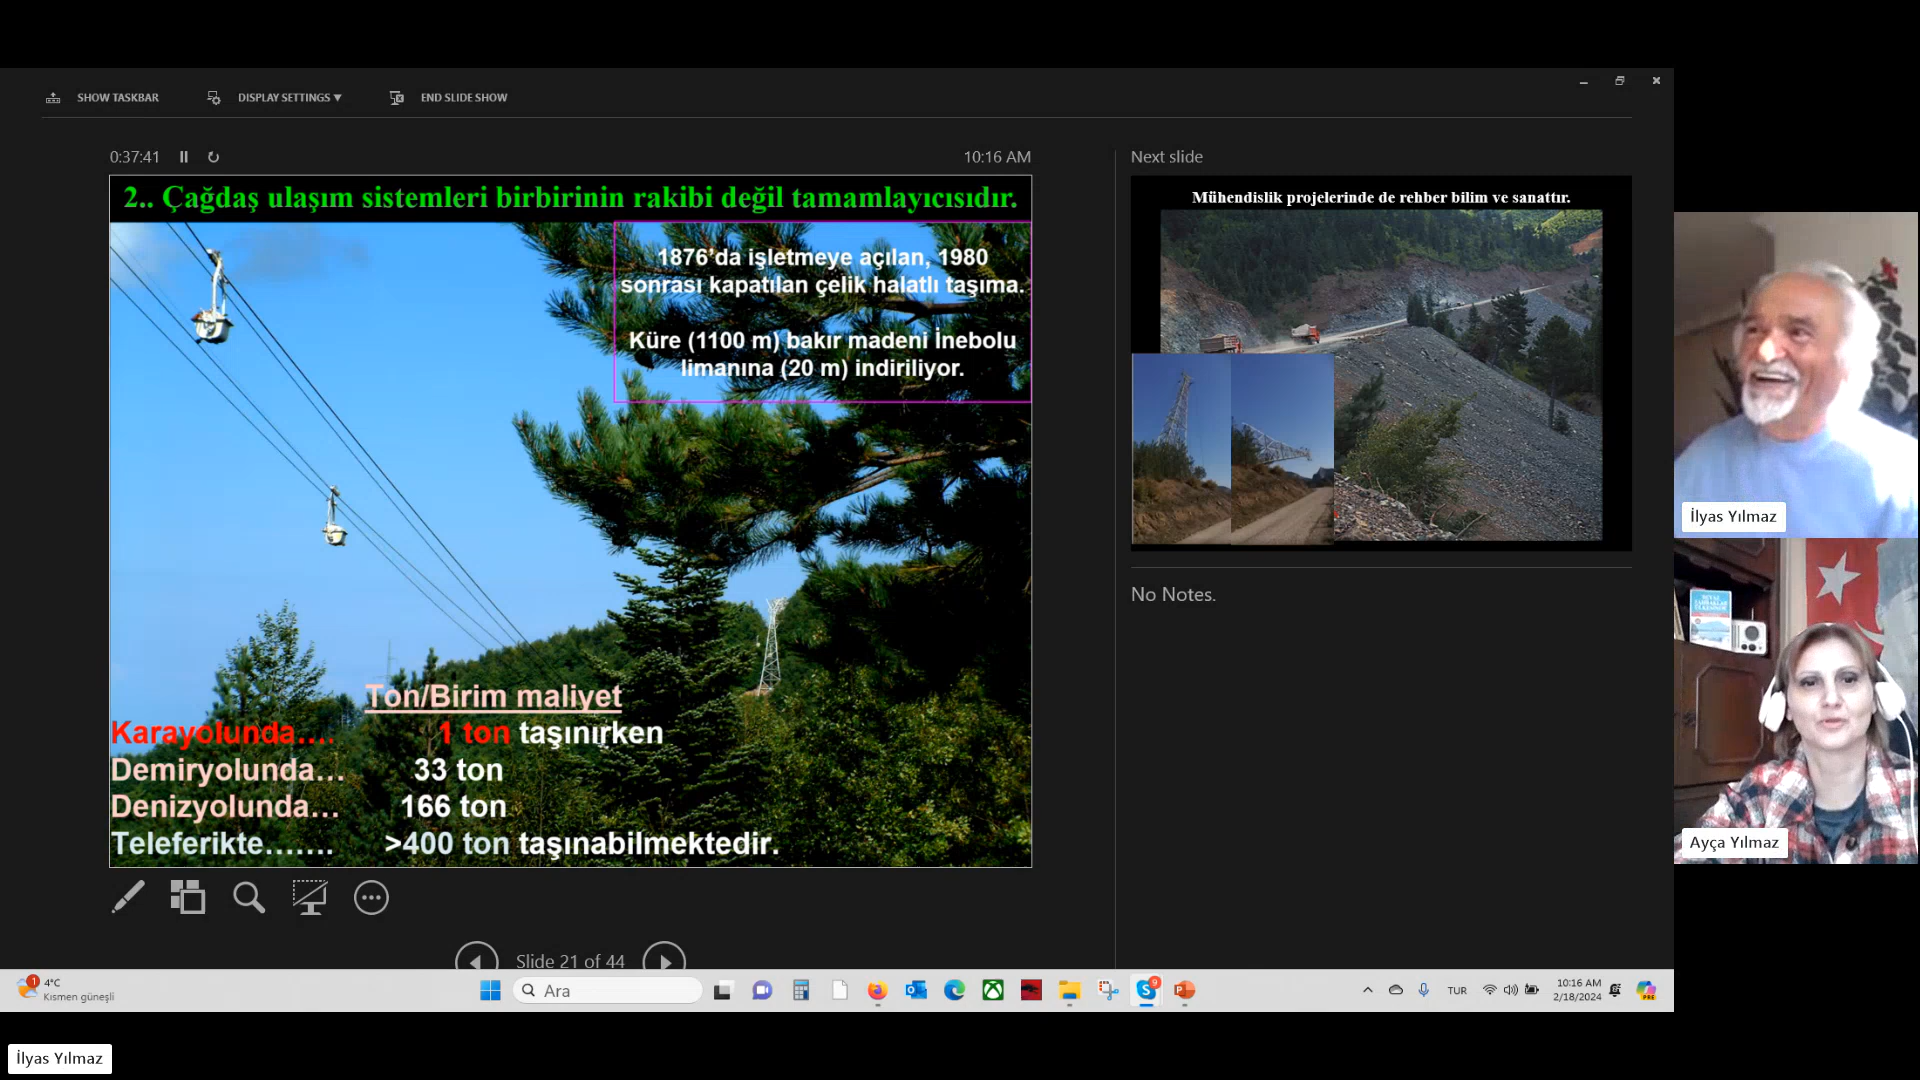 SHOW TASKBAR
DISPLAY SETTINGS ▼
END SLIDE SHOW
0:37:41
10:16 AM
2.. Çağdaş ulaşım sistemleri birbirinin rakibi değil tamamlayıcısıdır.
1876’da işletmeye açılan, 1980
sonrası kapatılan çelik halatlı taşıma.
Küre (1100 m) bakır madeni İnebolu
limanına (20 m) indiriliyor.
Ton/Birim maliyet
Karayolunda…. 1 ton taşınırken
Demiryolunda… 33 ton
Denizyolunda… 166 ton
Teleferikte……. >400 ton taşınabilmektedir.
Slide 21 of 44
Next slide
Mühendislik projelerinde de rehber bilim ve sanattır.
No Notes.
İlyas Yılmaz
Ayça Yılmaz
1
4°C
Kısmen güneşli
Ara
9
TUR
10:16 AM
2/18/2024
PRE
İlyas Yılmaz